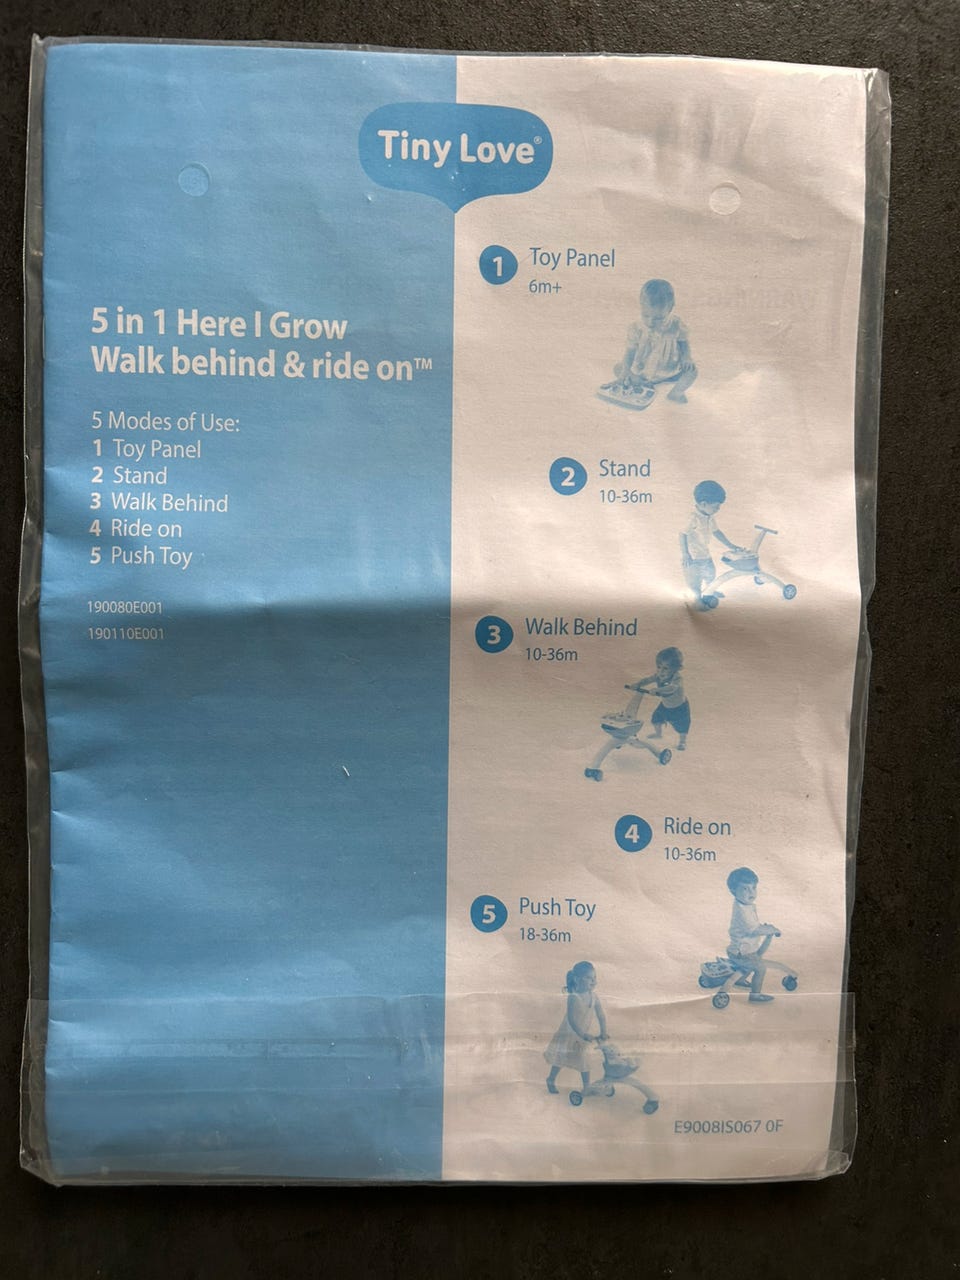 Tiny Love®
5 in 1 Here I Grow
Walk behind & ride on™
5 Modes of Use:
1 Toy Panel
2 Stand
3 Walk Behind
4 Ride on
5 Push Toy
190080E001
190110E001
1 Toy Panel
6m+
2 Stand
10-36m
3 Walk Behind
10-36m
4 Ride on
10-36m
5 Push Toy
18-36m
E9008IS067 0F